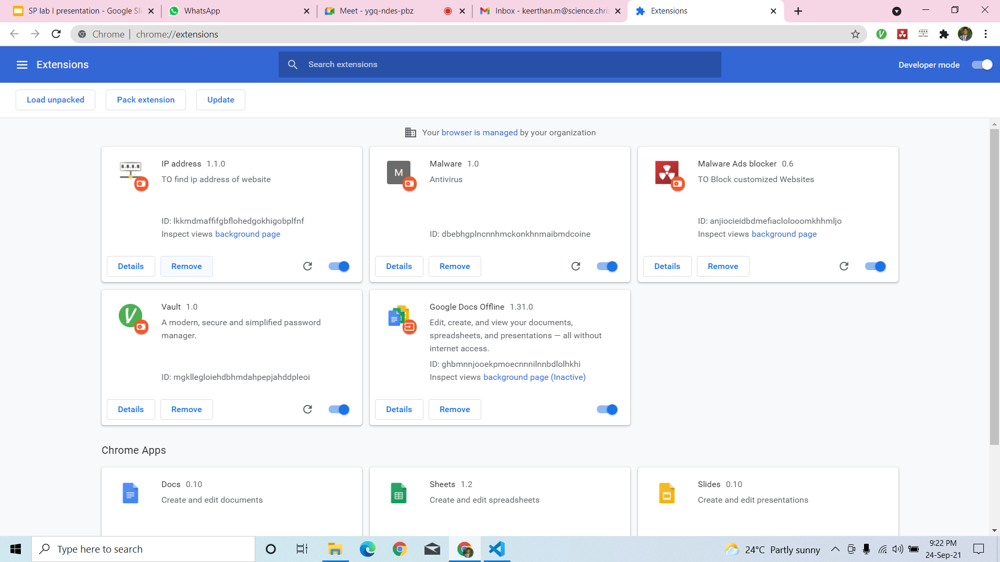 SP lab I presentation - Google Sli
WhatsApp
Meet - ygq-ndes-pbz
Inbox - keerthan.m@science.chris
Extensions
Chrome | chrome://extensions
Extensions
Search extensions
Developer mode
Load unpacked
Pack extension
Update
Your browser is managed by your organization
8.8.8.8
IP address 1.1.0
TO find ip address of website
ID: lkkmdmaffifgbflohedgokhigobplfnf
Inspect views background page
Details
Remove
M
Malware 1.0
Antivirus
ID: dbebhgplncnnhmckonkhnmaibmdcoine
Details
Remove
Malware Ads blocker 0.6
TO Block customized Websites
ID: anjiocieidbdmefiaclolooomkhhmljo
Inspect views background page
Details
Remove
V
Vault 1.0
A modern, secure and simplified password
manager.
ID: mgkllegloiehdbhmdahpepjahddpleoi
Details
Remove
Google Docs Offline 1.31.0
Edit, create, and view your documents,
spreadsheets, and presentations — all without
internet access.
ID: ghbmnnjooekpmoecnnnilnnbdlolhkhi
Inspect views background page (Inactive)
Details
Remove
Chrome Apps
Docs 0.10
Create and edit documents
Sheets 1.2
Create and edit spreadsheets
Slides 0.10
Create and edit presentations
Type here to search
24°C Partly sunny
9:22 PM
24-Sep-21